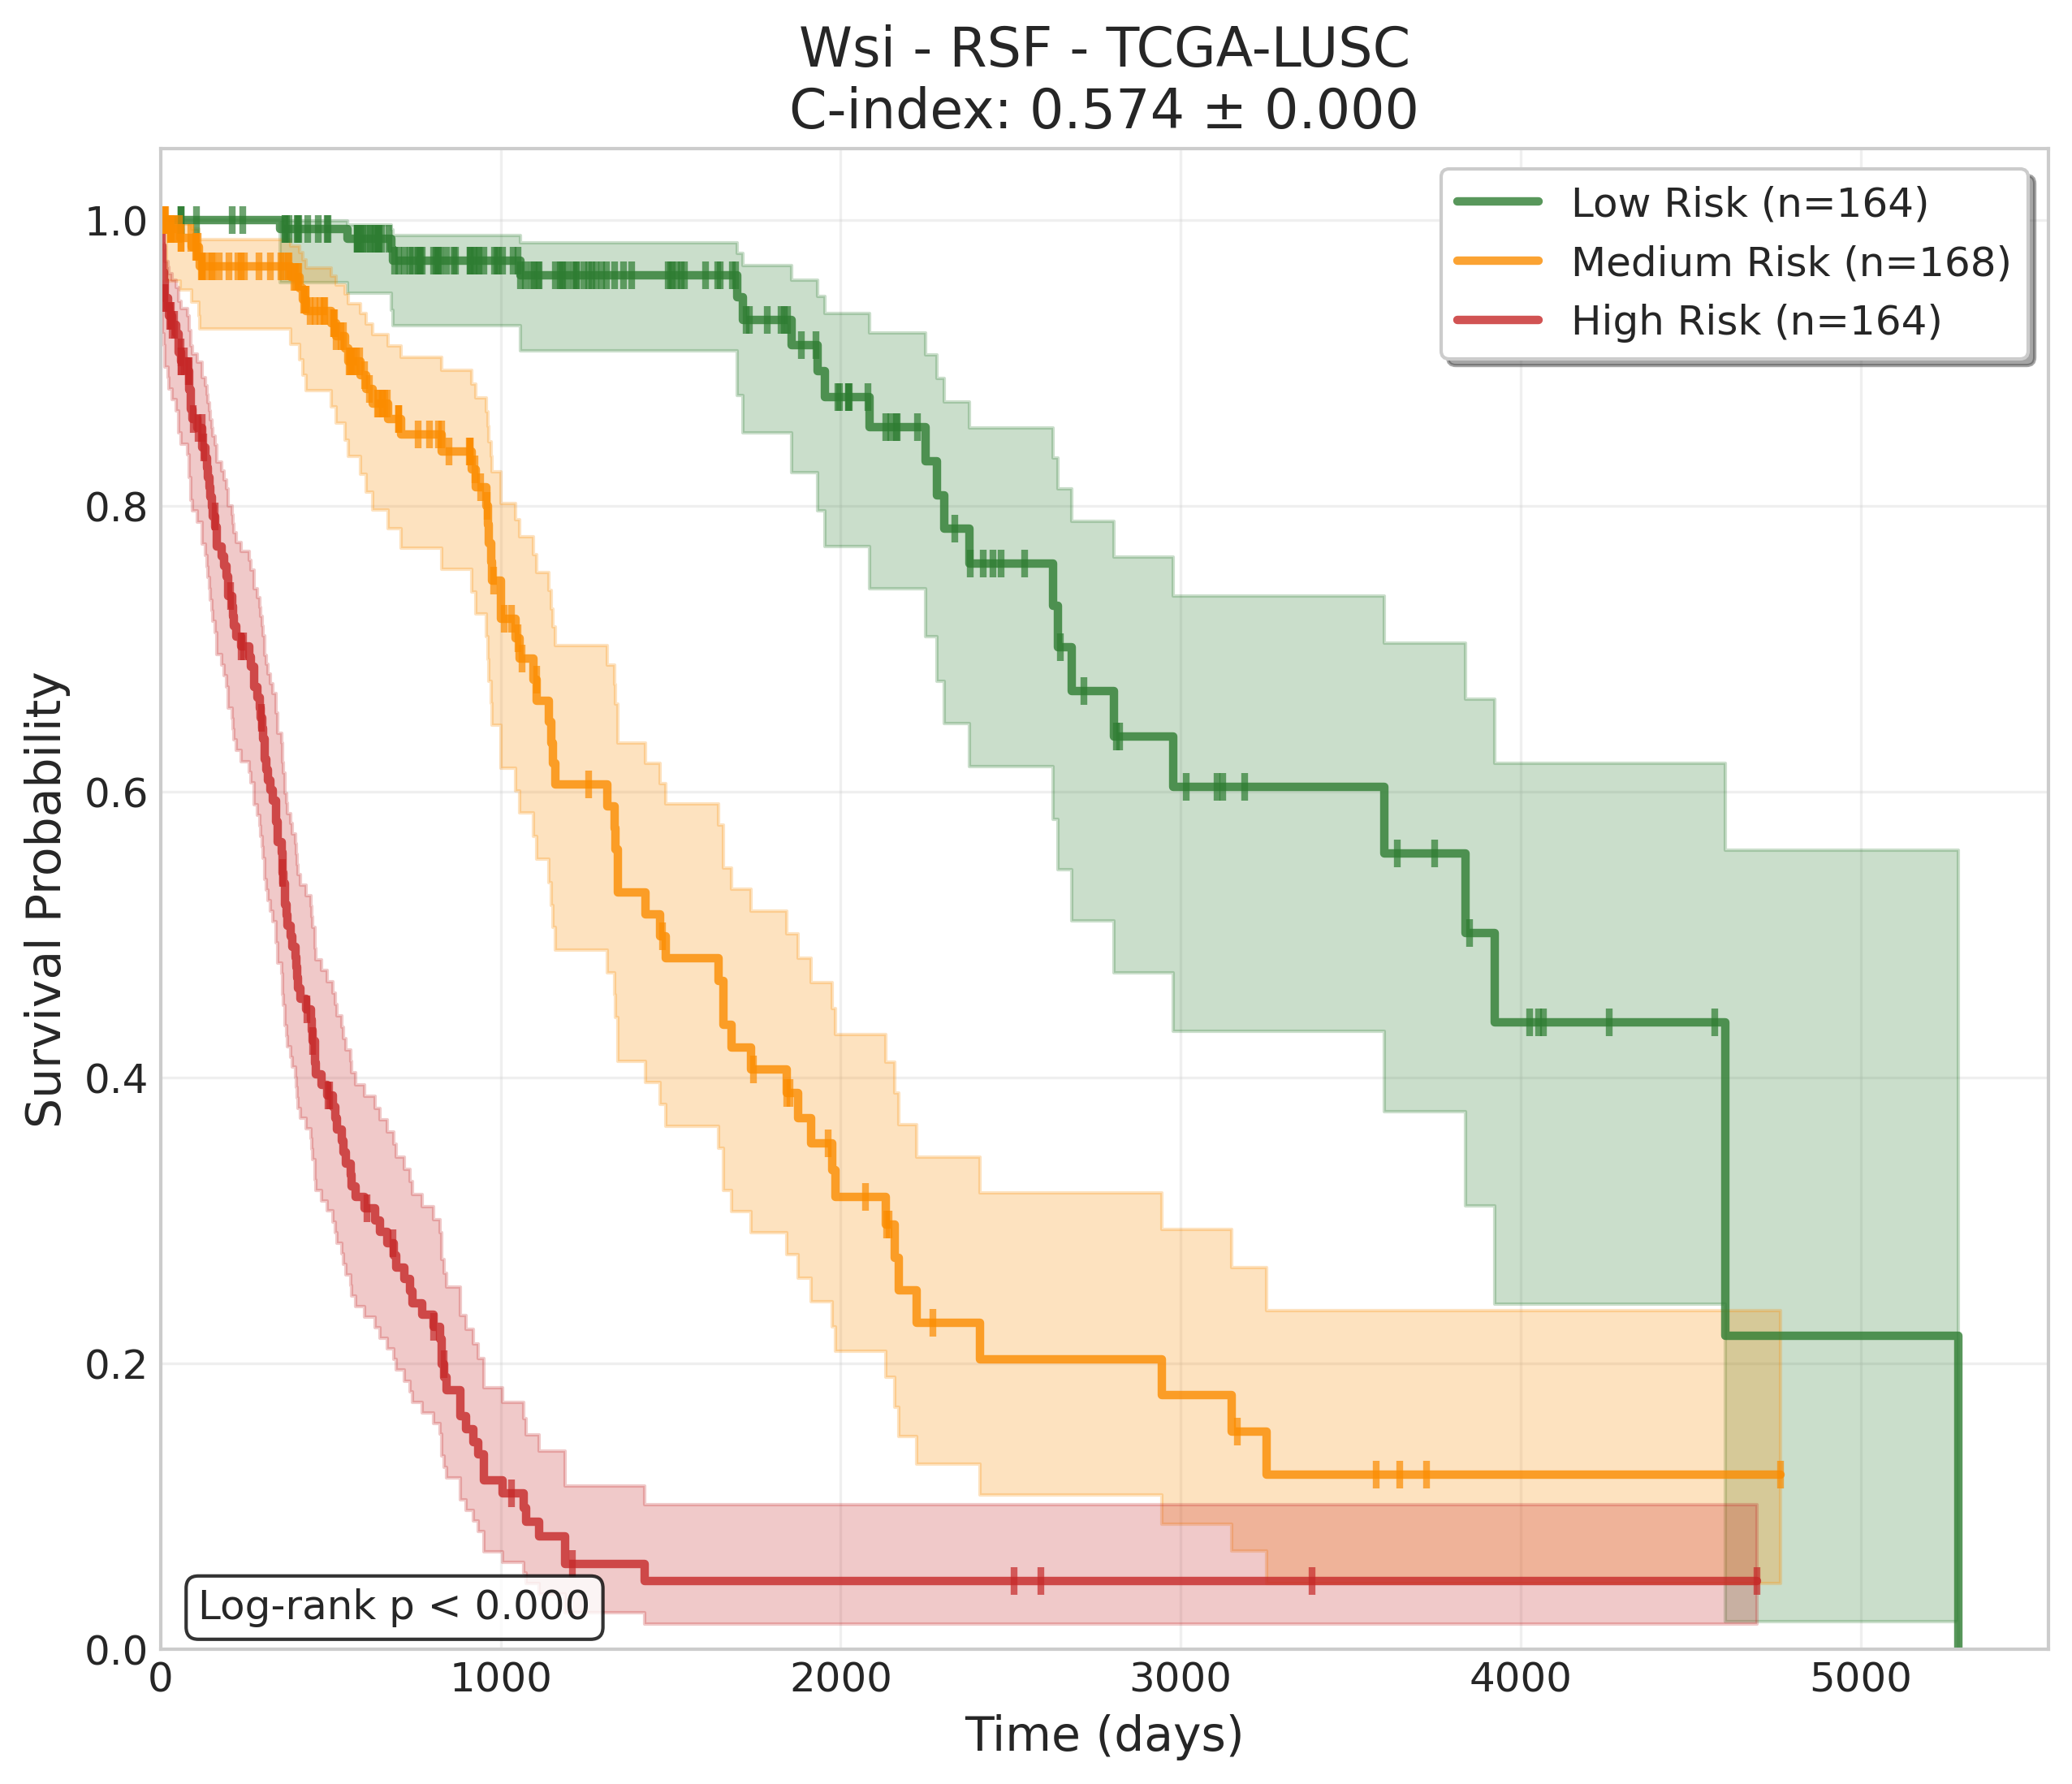 Wsi - RSF - TCGA-LUSC
C-index: 0.574 ± 0.000
Low Risk (n=164)
Medium Risk (n=168)
High Risk (n=164)
Survival Probability
1.0
0.8
0.6
0.4
0.2
0.0
Log-rank p < 0.000
0 1000 2000 3000 4000 5000
Time (days)